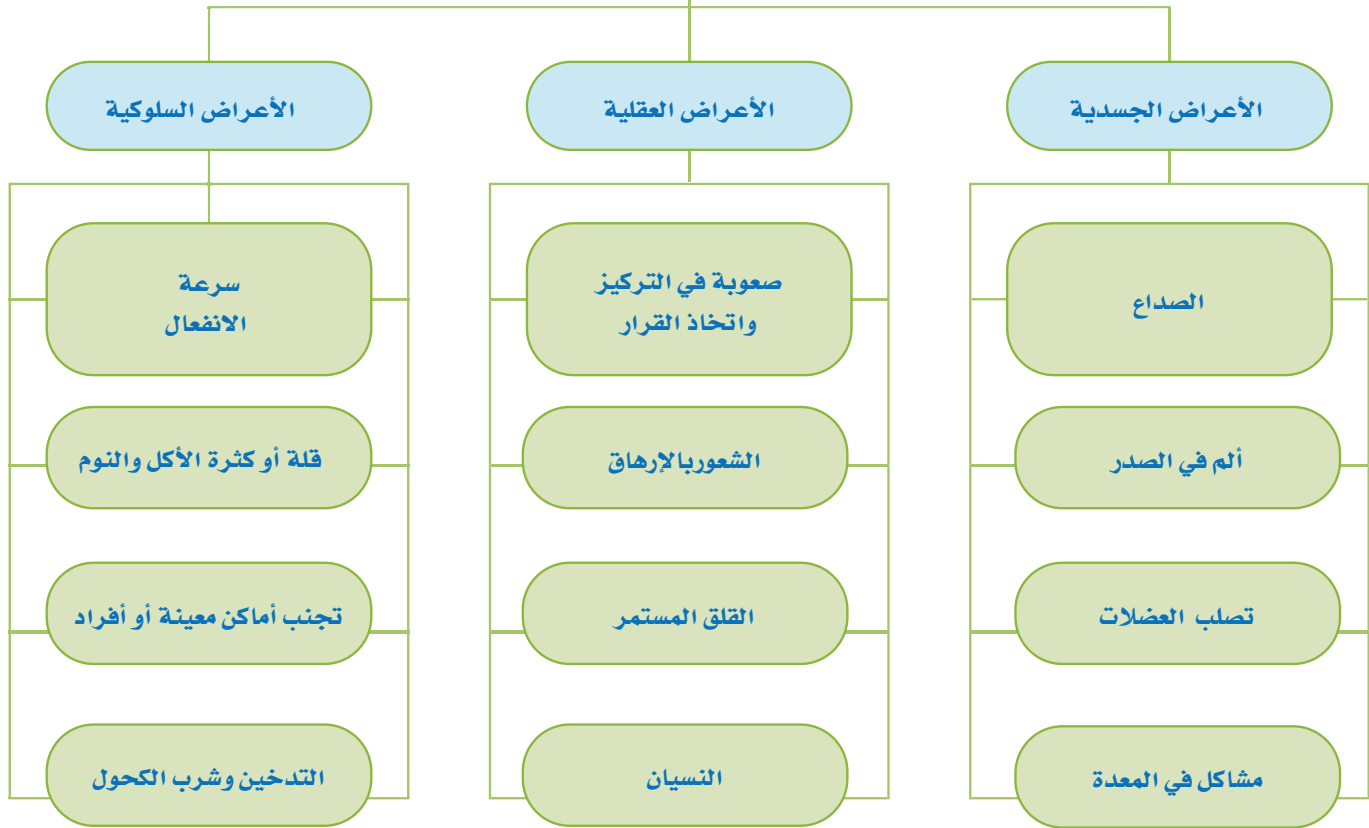 الأعراض الجسدية
الصداع
ألم في الصدر
تصلب العضلات
مشاكل في المعدة
الأعراض العقلية
صعوبة في التركيز
واتخاذ القرار
الشعوربالإرهاق
القلق المستمر
النسيان
الأعراض السلوكية
سرعة
الانفعال
قلة أو كثرة الأكل والنوم
تجنب أماكن معينة أو أفراد
التدخين وشرب الكحول